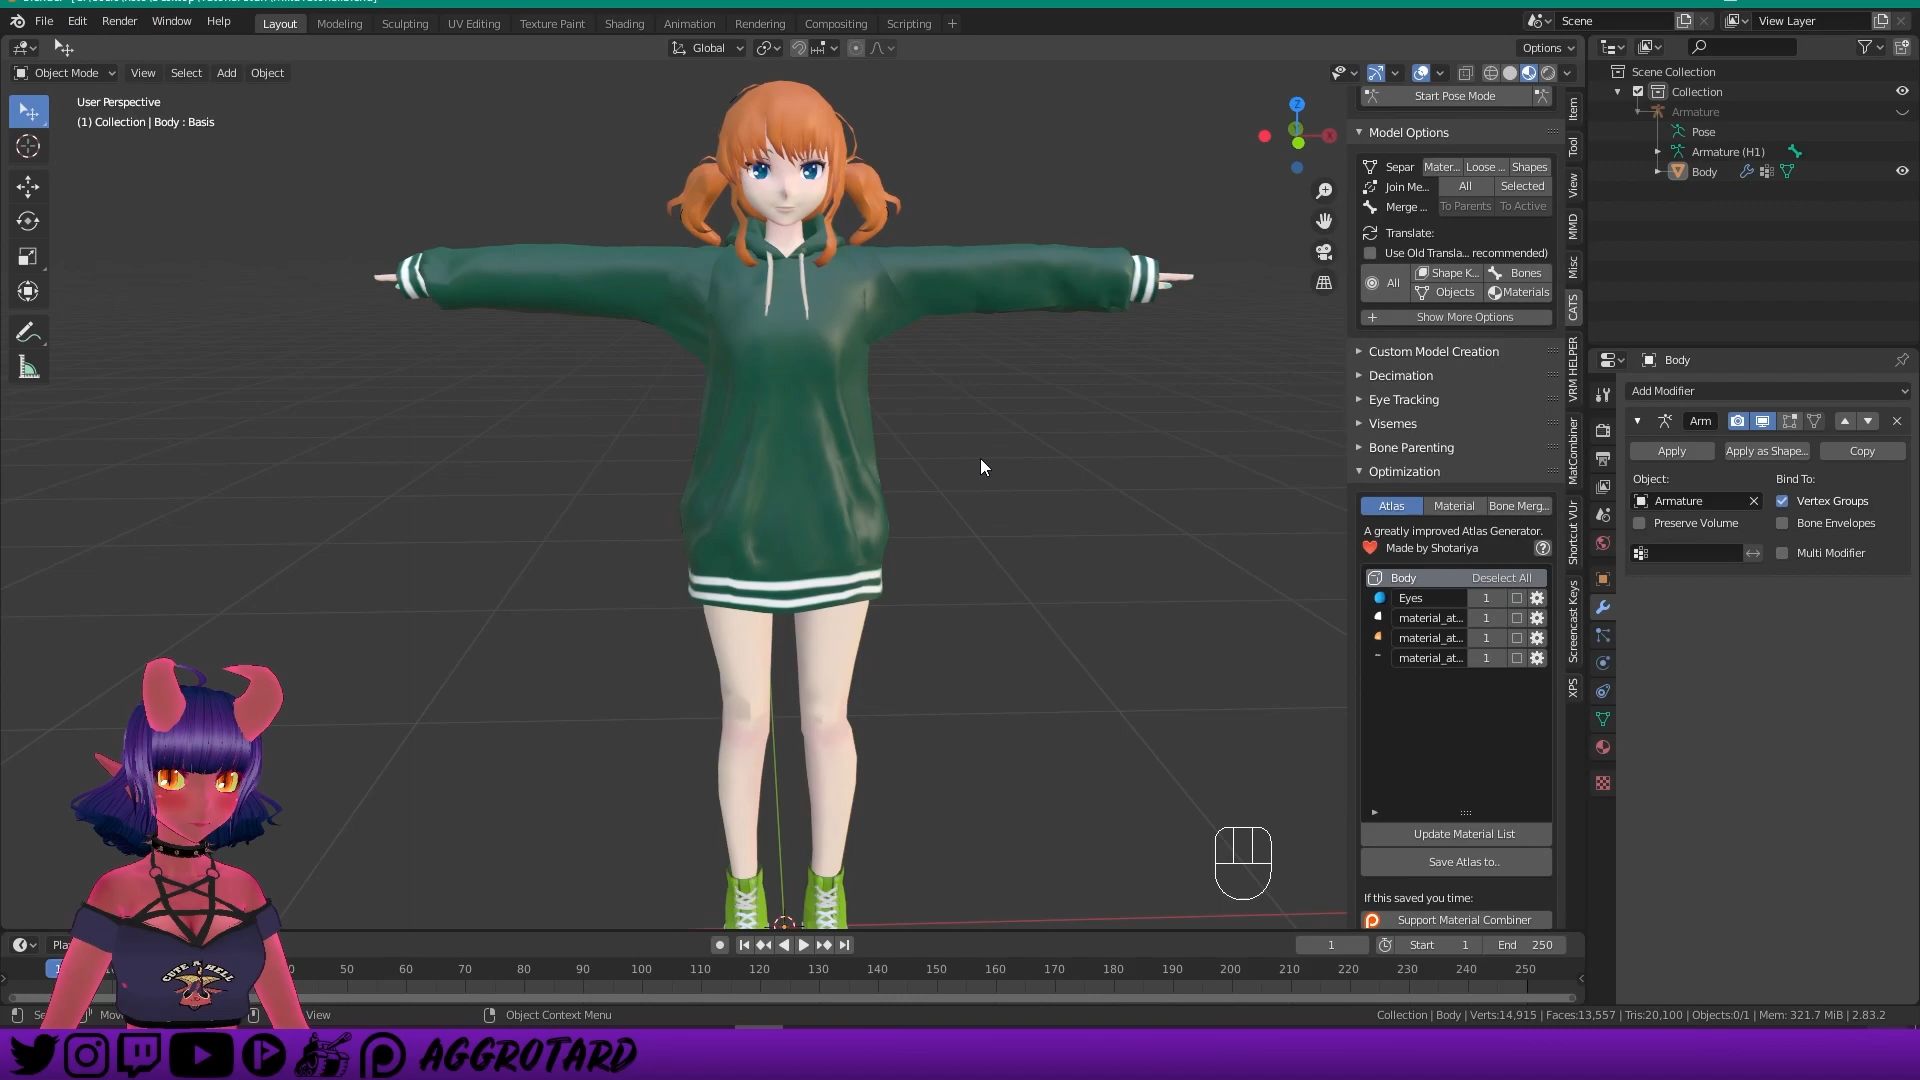 File Edit Render Window Help Layout Modeling Sculpting UV Editing Texture Paint Shading Animation Rendering Compositing Scripting + Scene View Layer
Global Options
Object Mode View Select Add Object
User Perspective
(1) Collection | Body : Basis
Z
X
Start Pose Mode
Model Options
Separ Mater... Loose ... Shapes
Join Me... All Selected
Merge ... To Parents To Active
Translate:
Use Old Transla... recommended)
All Shape K... Bones
Objects Materials
Show More Options
Custom Model Creation
Decimation
Eye Tracking
Visemes
Bone Parenting
Optimization
Atlas Material Bone Merg...
A greatly improved Atlas Generator.
Made by Shotariya ?
Body Deselect All
Eyes 1
material_at... 1
material_at... 1
material_at... 1
Update Material List
Save Atlas to..
If this saved you time:
Support Material Combiner
Item
Tool
View
MMD
Misc
CATS
VRM HELPER
MatCombiner
Shortcut VUr
Screencast Keys
XPS
Scene Collection
Collection
Armature
Pose
Armature (H1)
Body
Body
Add Modifier
Arm
Apply Apply as Shape... Copy
Object: Bind To:
Armature Vertex Groups
Preserve Volume Bone Envelopes
Multi Modifier
CUTE A HELL
1 Start 1 End 250
50 60 70 80 90 100 110 120 130 140 150 160 170 180 190 200 210 220 230 240 250
View Object Context Menu Collection | Body | Verts:14,915 | Faces:13,557 | Tris:20,100 | Objects:0/1 | Mem: 321.7 MiB | 2.83.2
AGGROTARD